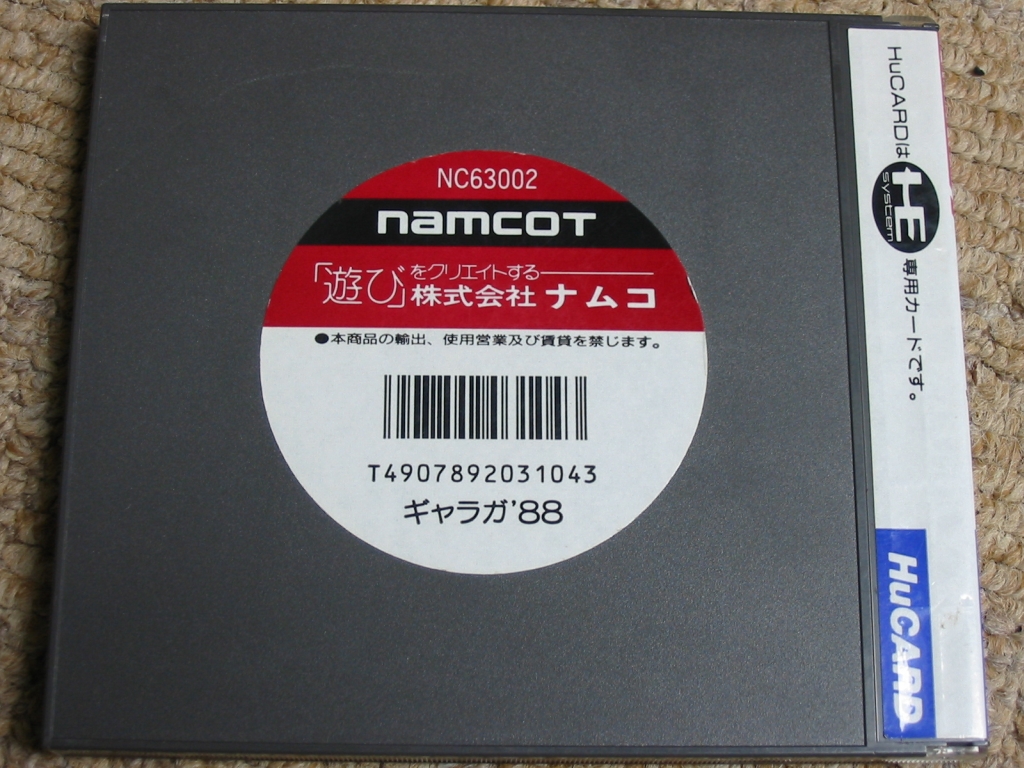 NC63002
namcoT
「遊び」をクリエイトする
株式会社ナムコ
●本商品の輸出、使用営業及び賃貸を禁じます。
T4907892031043
ギャラガ'88
HuCARDは HE system 専用カードです。
HuCARD